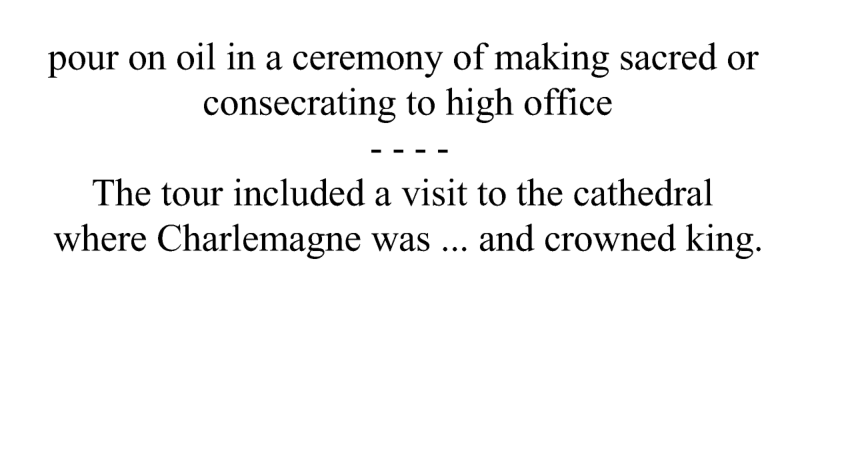 pour on oil in a ceremony of making sacred or
consecrating to high office
- - - -
The tour included a visit to the cathedral
where Charlemagne was ... and crowned king.